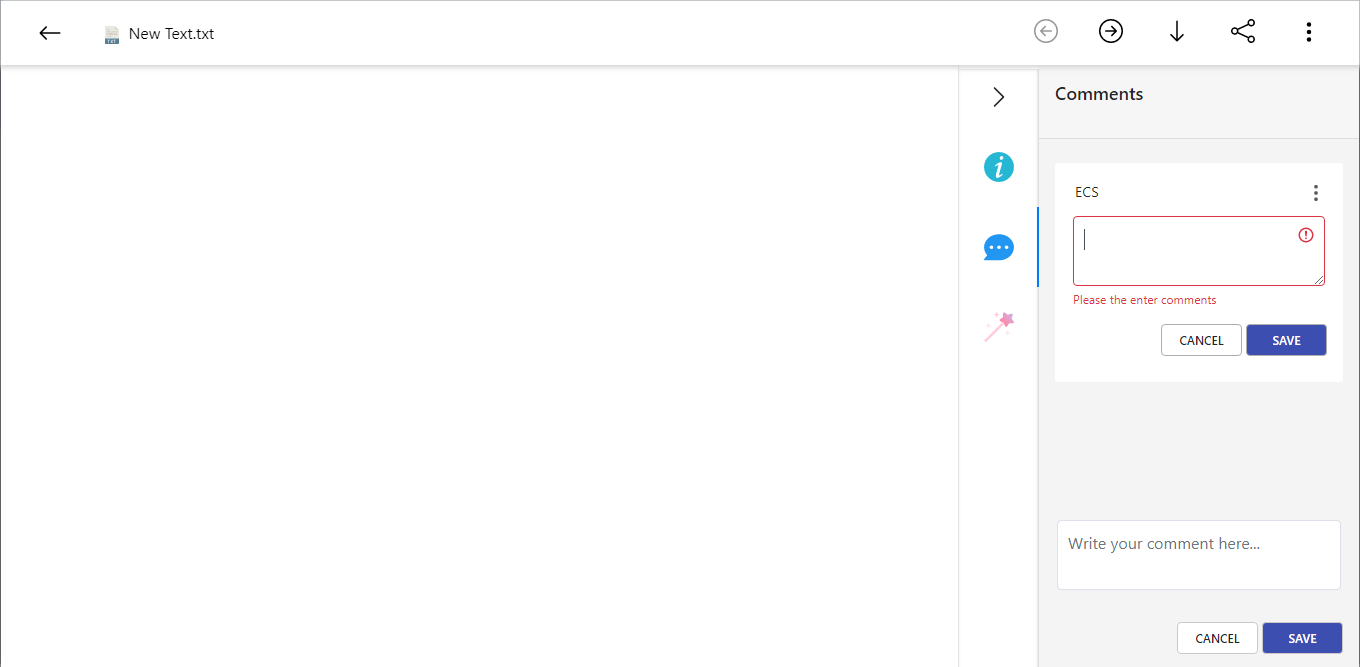 New Text.txt
Comments
ECS
Please the enter comments
CANCEL SAVE
Write your comment here...
CANCEL SAVE